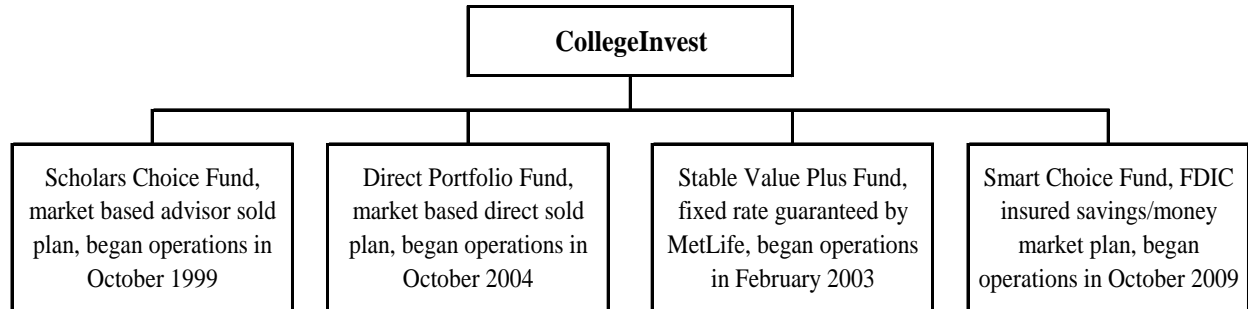 CollegeInvest
Scholars Choice Fund,
market based advisor sold
plan, began operations in
October 1999
Direct Portfolio Fund,
market based direct sold
plan, began operations in
October 2004
Stable Value Plus Fund,
fixed rate guaranteed by
MetLife, began operations
in February 2003
Smart Choice Fund, FDIC
insured savings/money
market plan, began
operations in October 2009